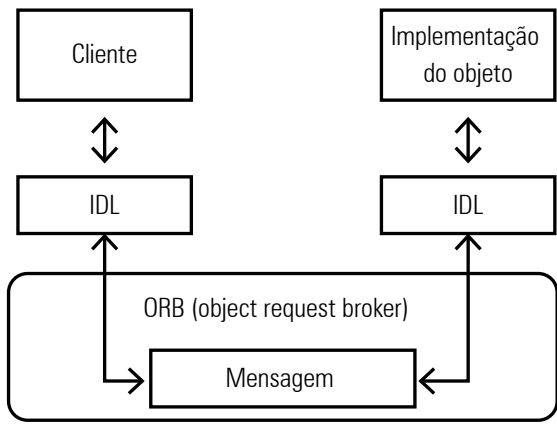 Cliente
Implementação
do objeto
IDL
IDL
ORB (object request broker)
Mensagem